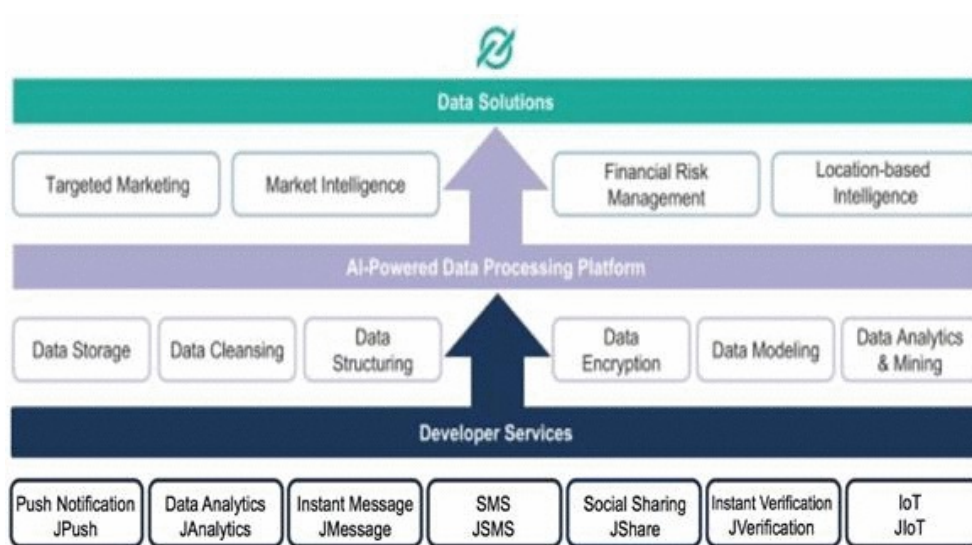 Data Solutions
Targeted Marketing
Market Intelligence
Financial Risk
Management
Location-based
Intelligence
AI-Powered Data Processing Platform
Data Storage
Data Cleansing
Data
Structuring
Data
Encryption
Data Modeling
Data Analytics
& Mining
Developer Services
Push Notification
JPush
Data Analytics
JAnalytics
Instant Message
JMessage
SMS
JSMS
Social Sharing
JShare
Instant Verification
JVerification
IoT
JIoT